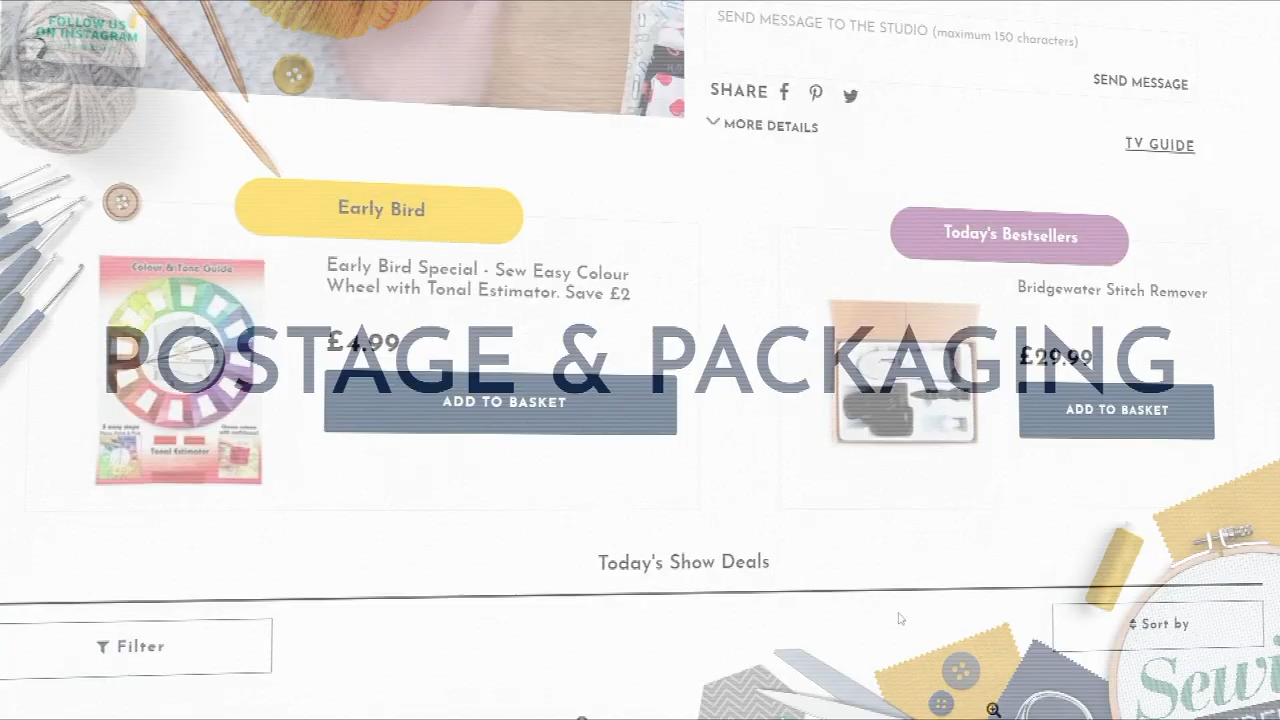 FOLLOW US
ON INSTAGRAM
SEND MESSAGE TO THE STUDIO (maximum 150 characters)
SEND MESSAGE
SHARE
MORE DETAILS
TV GUIDE
Early Bird
Today's Bestsellers
Colour & Tone Guide
Early Bird Special - Sew Easy Colour
Wheel with Tonal Estimator. Save £2
Bridgewater Stitch Remover
£4.99
£29.99
POSTAGE & PACKAGING
ADD TO BASKET
ADD TO BASKET
Tonal Estimator
Today's Show Deals
Filter
Sort by